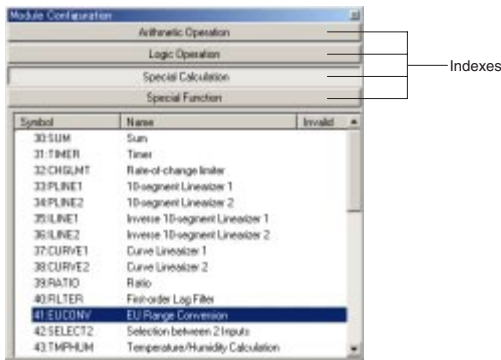 Module Configuration
Arithmetic Operation
Logic Operation
Special Calculation
Special Function
Indexes
Symbol Name Invalid
30:SUM Sum
31:TIMER Timer
32:CHGLMT Rate-of-change limiter
33:PLINE1 10-segment Linearizer 1
34:PLINE2 10-segment Linearizer 2
35:ILINE1 Inverse 10-segment Linearizer 1
36:ILINE2 Inverse 10-segment Linearizer 2
37:CURVE1 Curve Linearizer 1
38:CURVE2 Curve Linearizer 2
39:RATIO Ratio
40:FILTER First-order Lag Filter
41:EUCONV EU Range Conversion
42:SELECT2 Selection between 2 Inputs
43:TMPHUM Temperature/Humidity Calculation